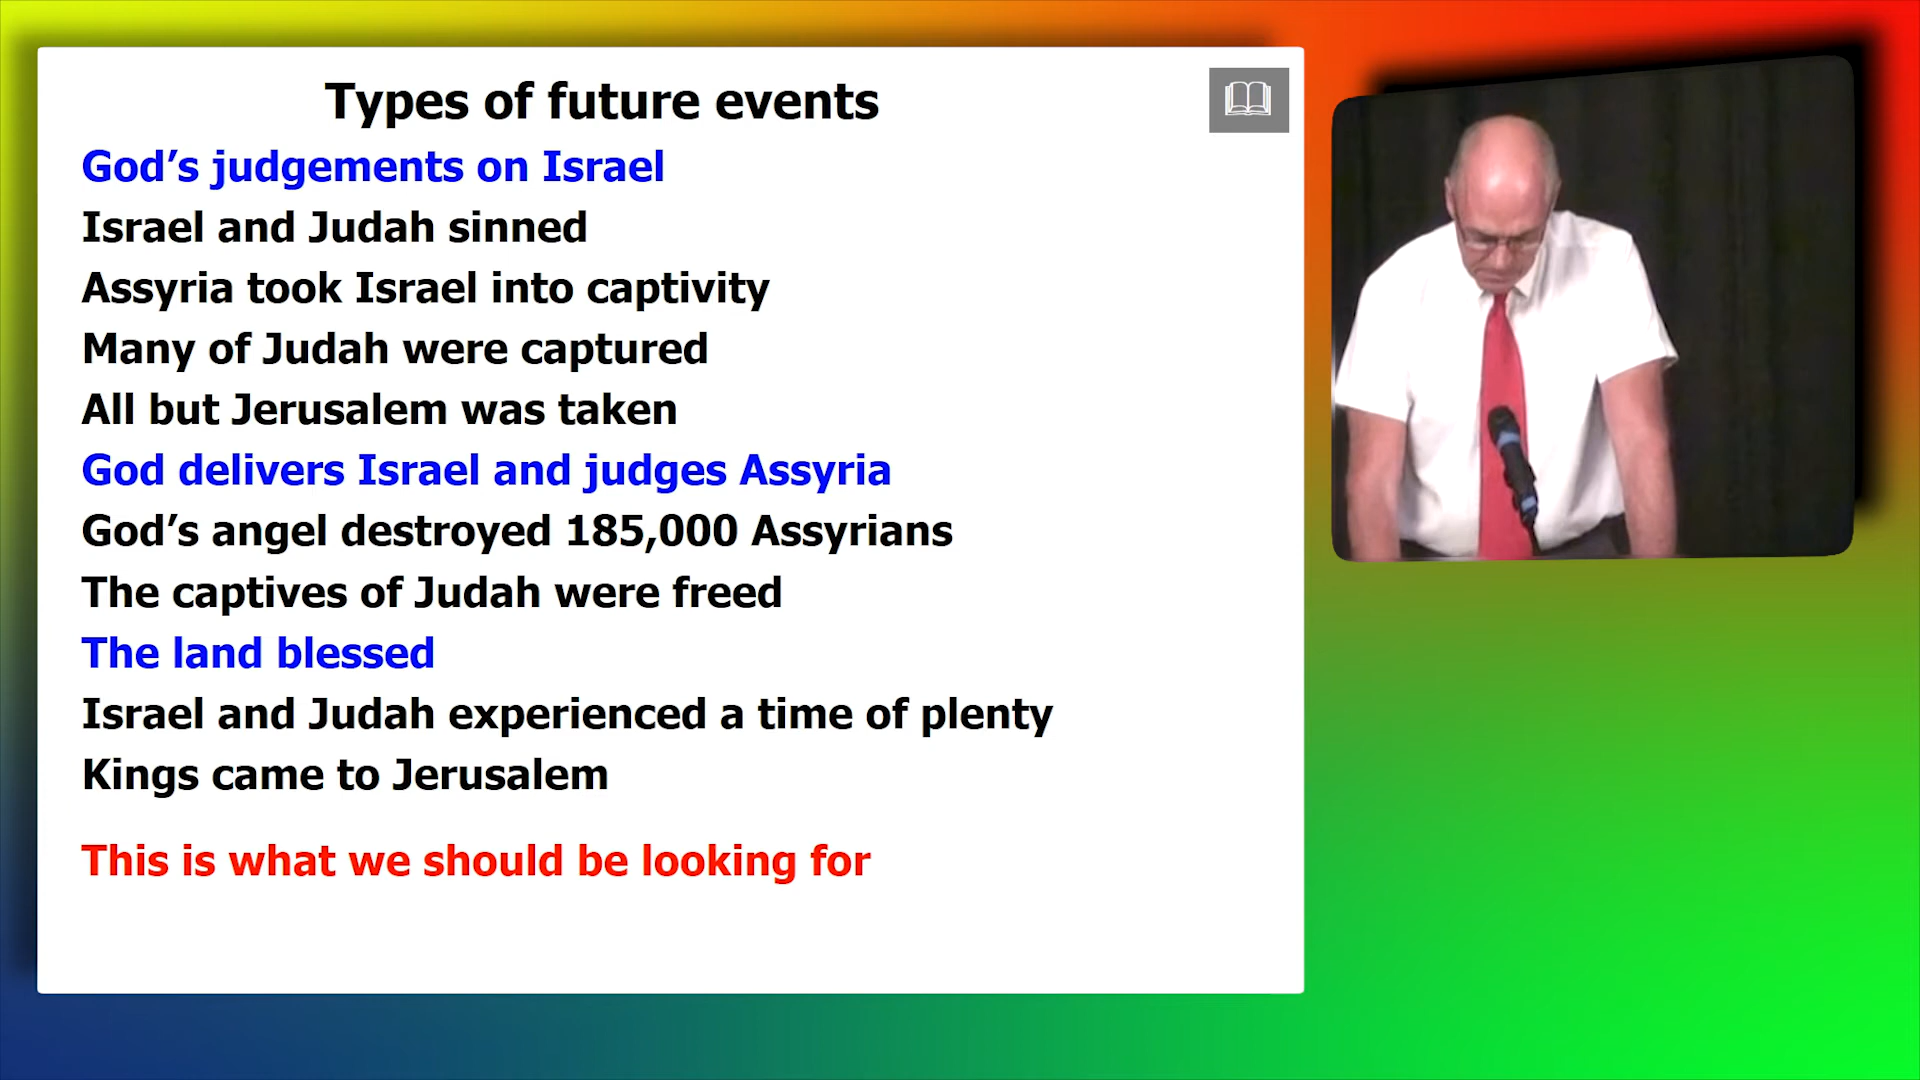 Types of future events
God’s judgements on Israel
Israel and Judah sinned
Assyria took Israel into captivity
Many of Judah were captured
All but Jerusalem was taken
God delivers Israel and judges Assyria
God’s angel destroyed 185,000 Assyrians
The captives of Judah were freed
The land blessed
Israel and Judah experienced a time of plenty
Kings came to Jerusalem
This is what we should be looking for